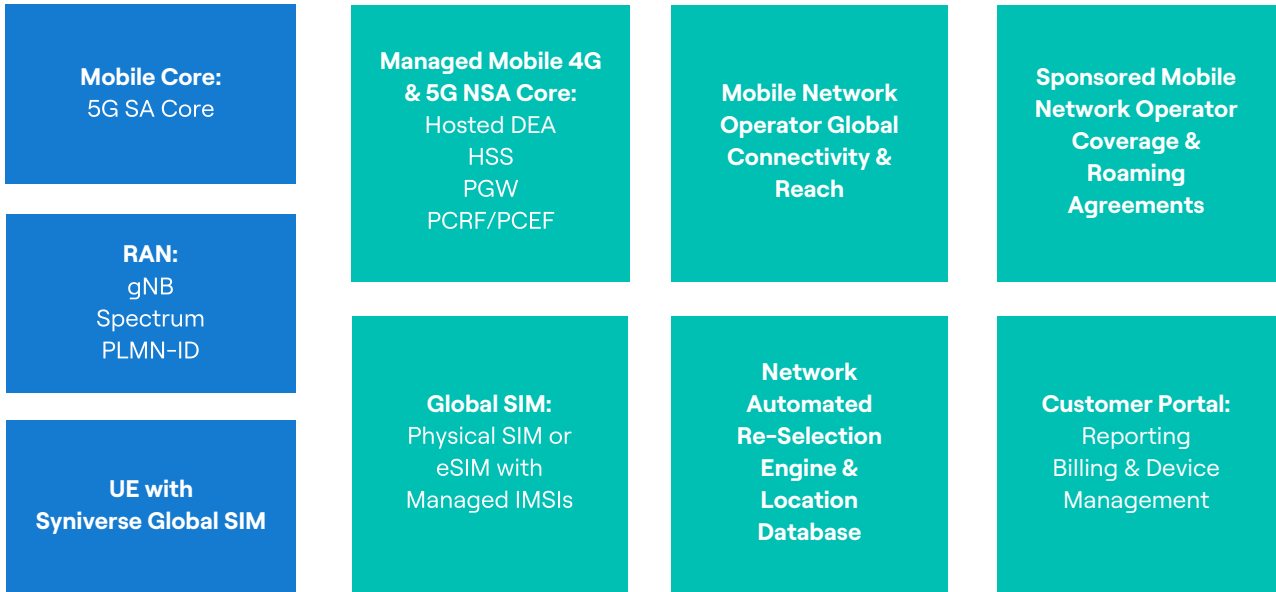 Mobile Core:
5G SA Core
RAN:
gNB
Spectrum
PLMN-ID
UE with
Syniverse Global SIM
Managed Mobile 4G
& 5G NSA Core:
Hosted DEA
HSS
PGW
PCRF/PCEF
Mobile Network
Operator Global
Connectivity &
Reach
Sponsored Mobile
Network Operator
Coverage &
Roaming
Agreements
Global SIM:
Physical SIM or
eSIM with
Managed IMSIs
Network
Automated
Re-Selection
Engine &
Location
Database
Customer Portal:
Reporting
Billing & Device
Management